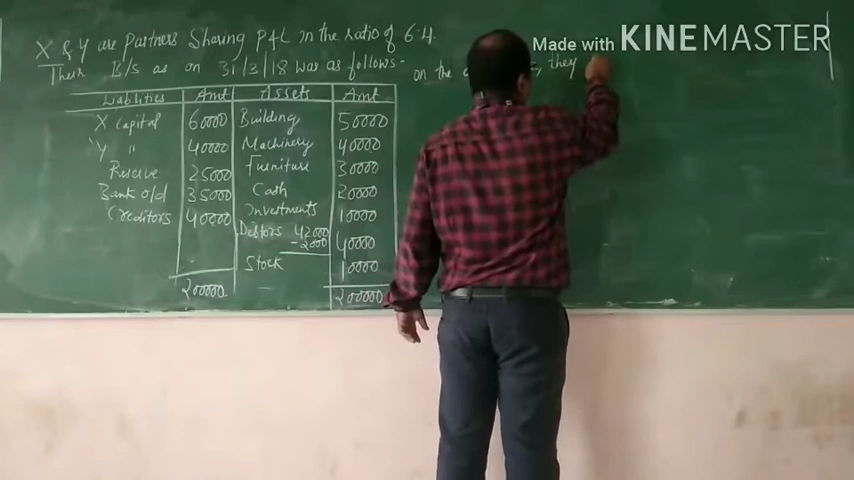 X & Y are Partners Sharing P&L in the ratio of 6:4.
Their B/S as on 31/3/18 was as follows-
on the
, they
Made with KINEMASTER
Liablities Amt Assets Amt
X Capital 60000 Building 50000
Y " 40000 Machinery 40000
Reserve 25000 Furniture 30000
Bank o/d 35000 Cash 20000
Creditors 40000 Investments 10000
Debtors 42000
-2000 40000
Stock 10000
200000 200000